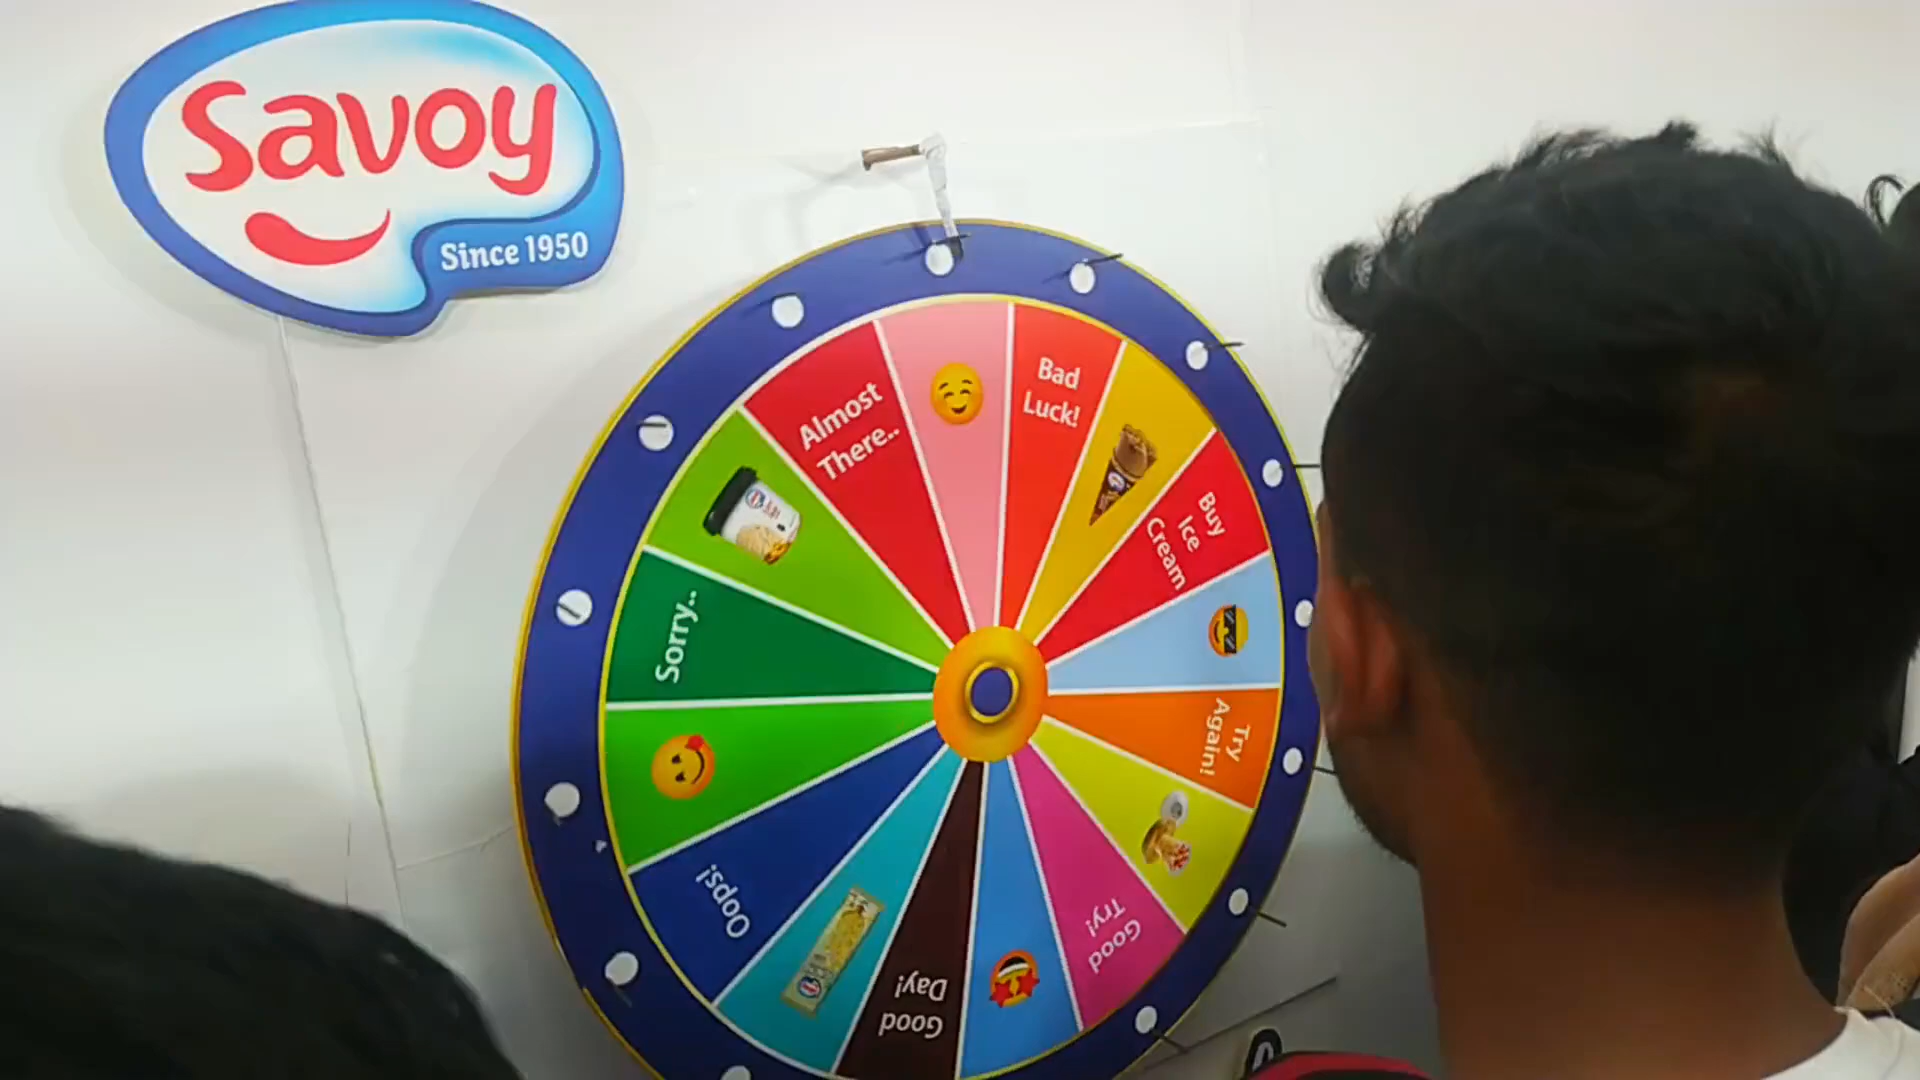 Savoy
Since 1950
Almost
There..
Bad
Luck!
Buy
Ice
Cream
Try
Again!
Good
Try!
Good
Day!
Oops!
Sorry..